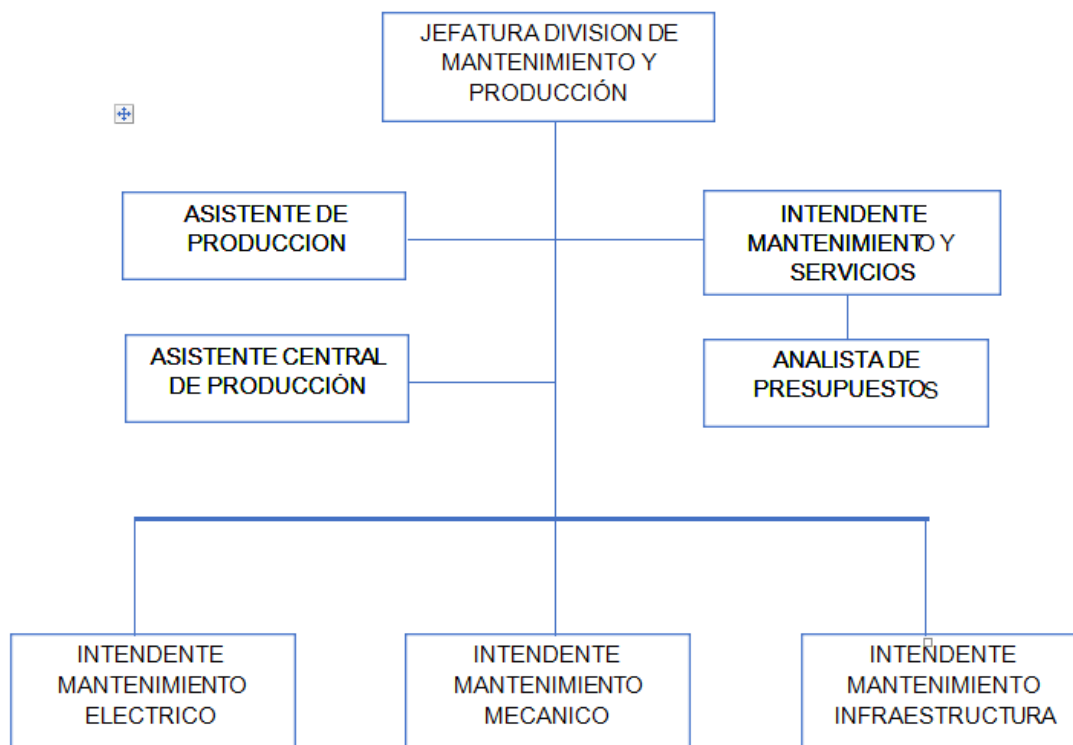 JEFATURA DIVISION DE
MANTENIMIENTO Y
PRODUCCIÓN
ASISTENTE DE
PRODUCCION
INTENDENTE
MANTENIMIENTO Y
SERVICIOS
ASISTENTE CENTRAL
DE PRODUCCIÓN
ANALISTA DE
PRESUPUESTOS
INTENDENTE
MANTENIMIENTO
ELECTRICO
INTENDENTE
MANTENIMIENTO
MECANICO
INTENDENTE
MANTENIMIENTO
INFRAESTRUCTURA